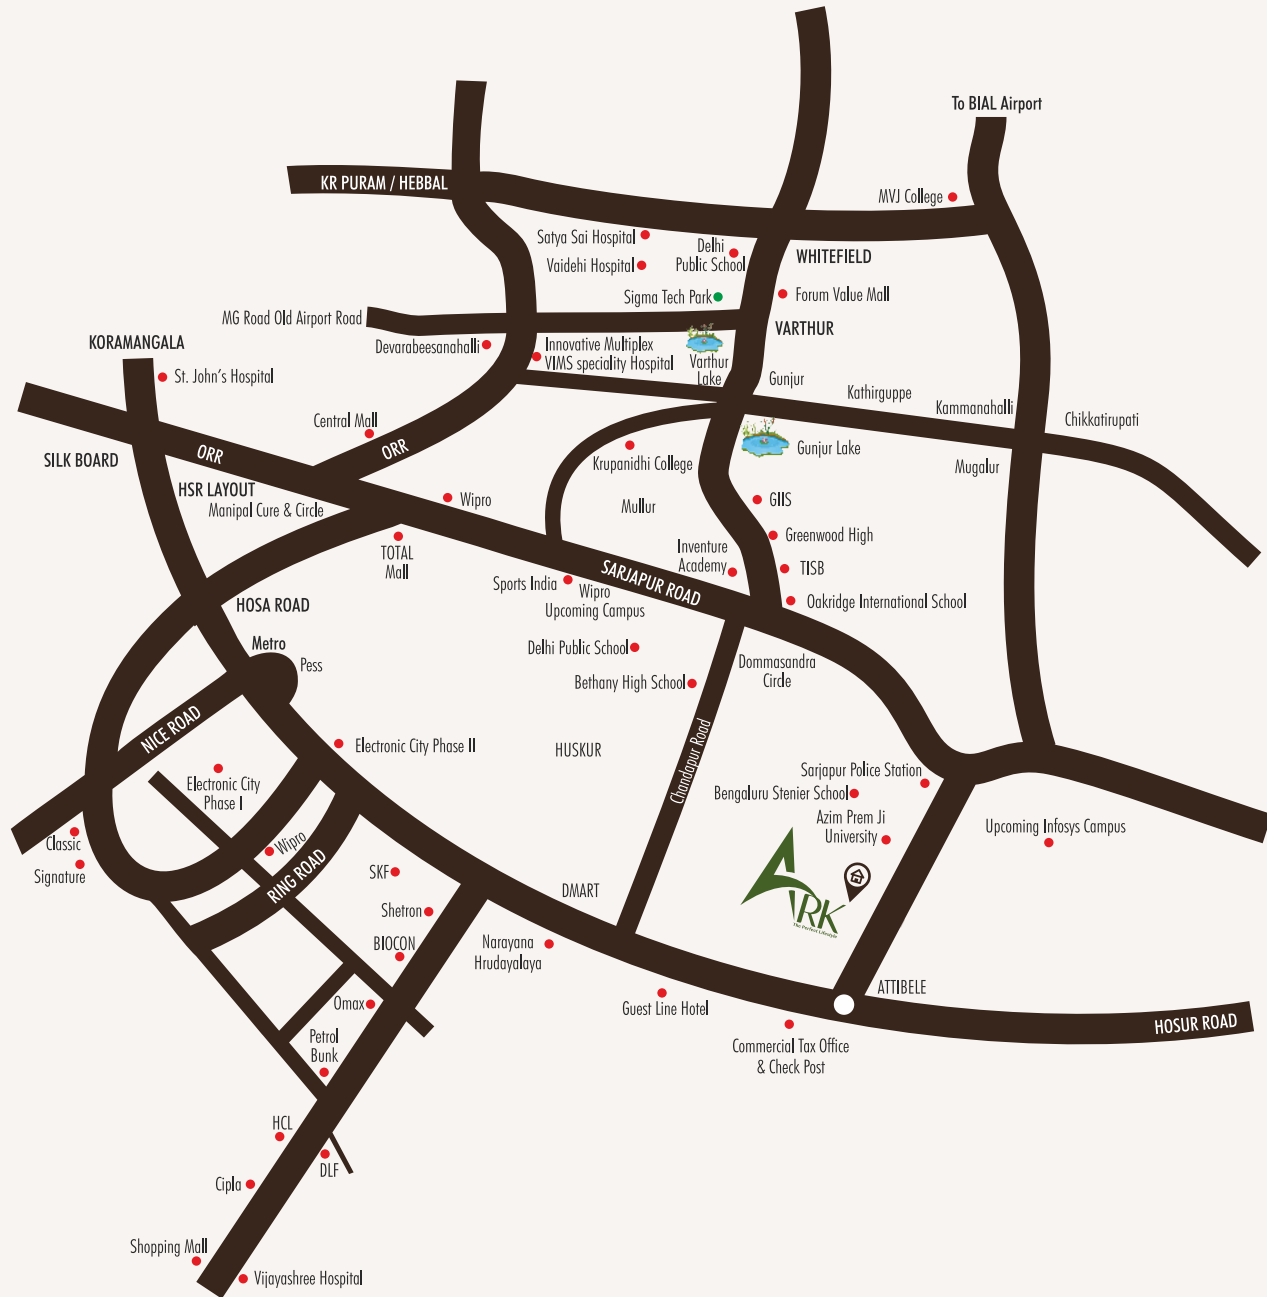 To BIAL Airport
KR PURAM / HEBBAL
MVJ College
Satya Sai Hospital
Delhi
Public School
Vaidehi Hospital
WHITEFIELD
Sigma Tech Park
Forum Value Mall
MG Road Old Airport Road
VARTHUR
KORAMANGALA
Devarabeesanahalli
Innovative Multiplex
VIMS speciality Hospital
Varthur
Lake
St. John's Hospital
Gunjur
Kathirguppe
Kammanahalli
Chikkatirupati
Central Mall
ORR
ORR
SILK BOARD
Krupanidhi College
Gunjur Lake
Mugalur
HSR LAYOUT
Manipal Cure & Circle
Wipro
Mullur
GIIS
TOTAL
Mall
Greenwood High
Inventure
Academy
TISB
SARJAPUR ROAD
Sports India
Wipro
Upcoming Campus
Oakridge International School
HOSA ROAD
Metro
Pess
Delhi Public School
Bethany High School
Dommasandra
Circle
NICE ROAD
Electronic City Phase II
HUSKUR
Chandapur Road
Electronic City
Phase I
Sarjapur Police Station
Bengaluru Stenier School
Azim Prem Ji
University
Upcoming Infosys Campus
Classic
Signature
Wipro
RING ROAD
SKF
DMART
ARK
The Perfect Lifestyle
Shetron
BIOCON
Narayana
Hrudayalaya
Omax
Guest Line Hotel
ATTIBELE
HOSUR ROAD
Commercial Tax Office
& Check Post
Petrol
Bunk
HCL
DLF
Cipla
Shopping Mall
Vijayashree Hospital